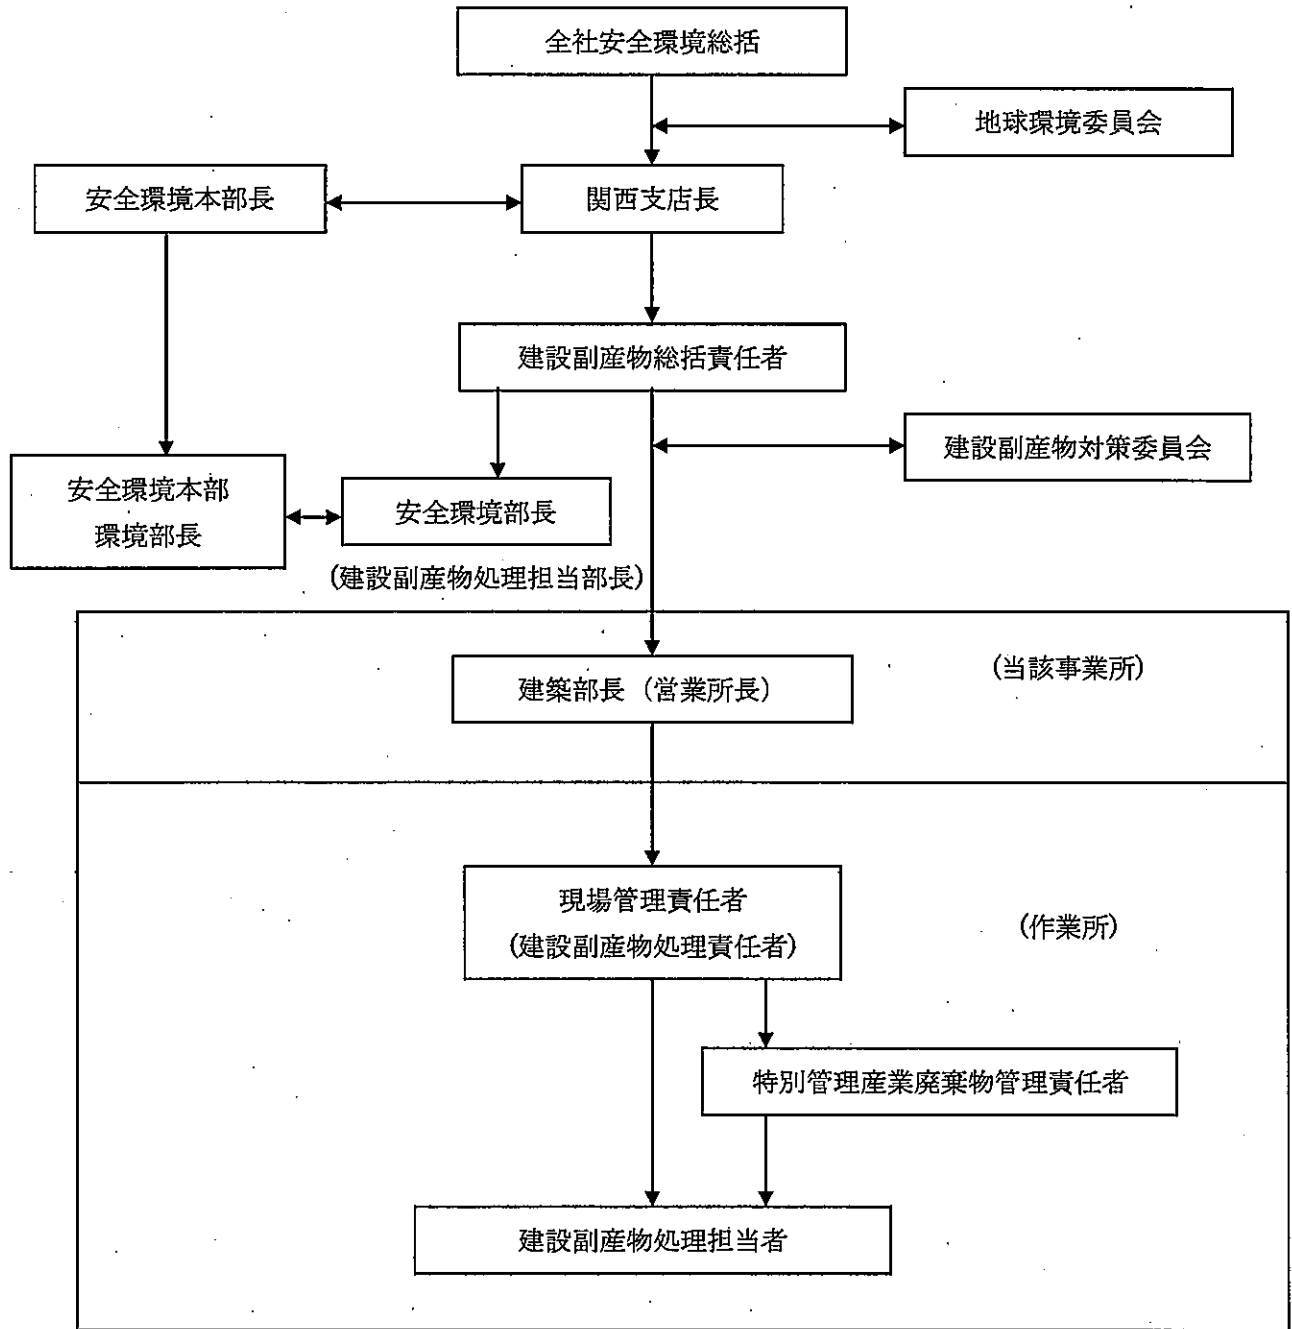 全社安全環境総括
地球環境委員会
安全環境本部長
関西支店長
建設副産物総括責任者
建設副産物対策委員会
安全環境本部
環境部長
安全環境部長
(建設副産物処理担当部長)
(当該事業所)
建築部長（営業所長）
現場管理責任者
(建設副産物処理責任者)
(作業所)
特別管理産業廃棄物管理責任者
建設副産物処理担当者